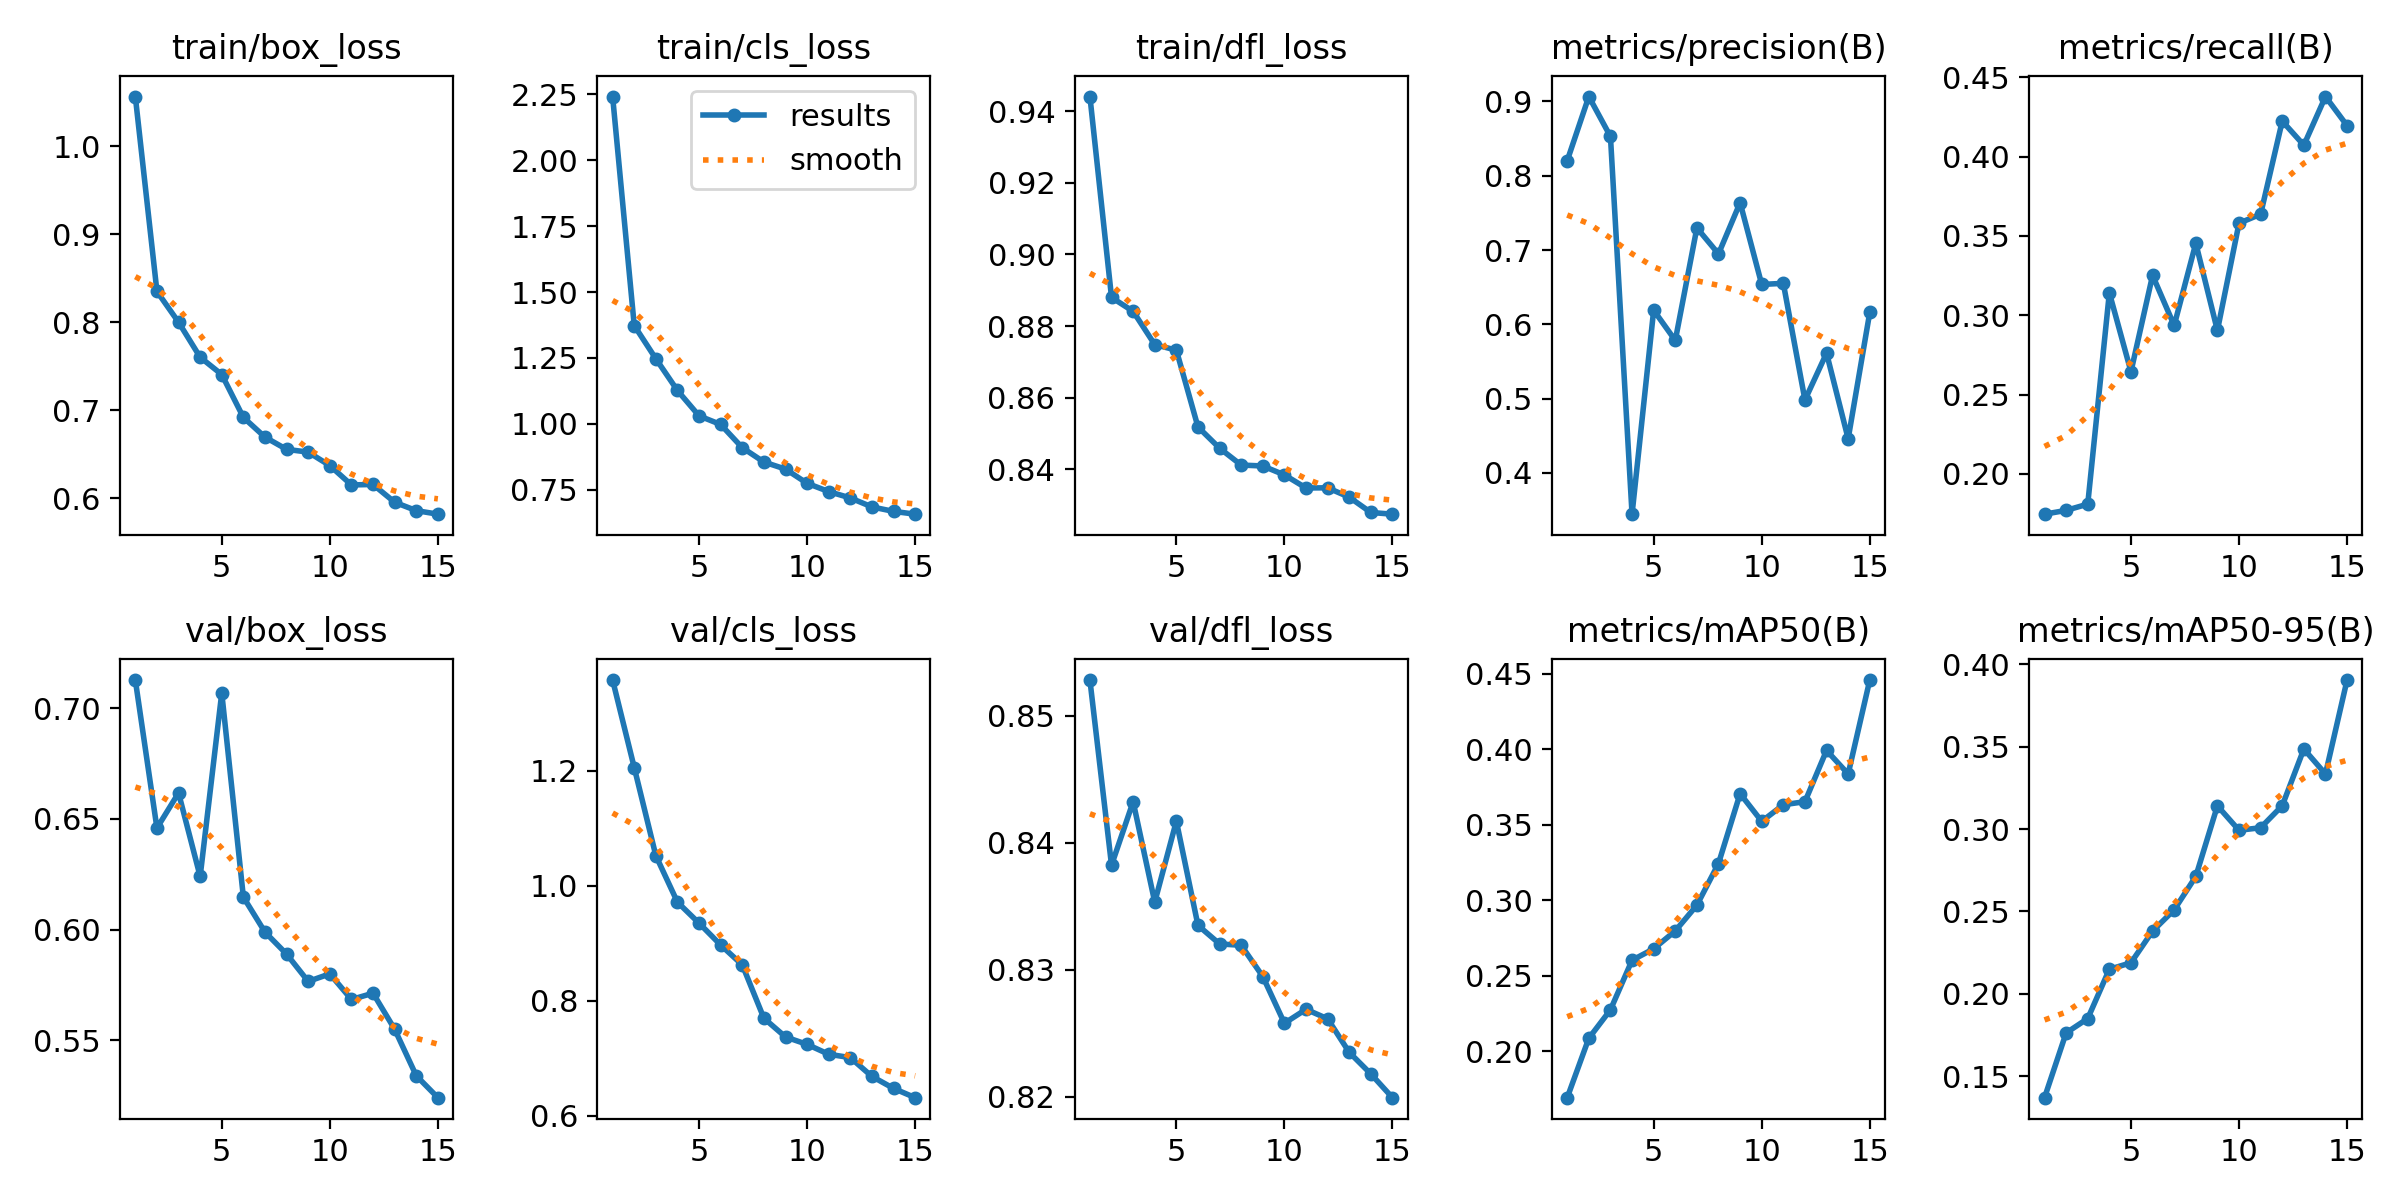 train/box_loss
train/cls_loss
train/dfl_loss
metrics/precision(B)
metrics/recall(B)
1.0
0.9
0.8
0.7
0.6
5 10 15
2.25
2.00
1.75
1.50
1.25
1.00
0.75
5 10 15
results
smooth
0.94
0.92
0.90
0.88
0.86
0.84
5 10 15
0.9
0.8
0.7
0.6
0.5
0.4
5 10 15
0.45
0.40
0.35
0.30
0.25
0.20
5 10 15
val/box_loss
val/cls_loss
val/dfl_loss
metrics/mAP50(B)
metrics/mAP50-95(B)
0.70
0.65
0.60
0.55
5 10 15
1.2
1.0
0.8
0.6
5 10 15
0.85
0.84
0.83
0.82
5 10 15
0.45
0.40
0.35
0.30
0.25
0.20
5 10 15
0.40
0.35
0.30
0.25
0.20
0.15
5 10 15